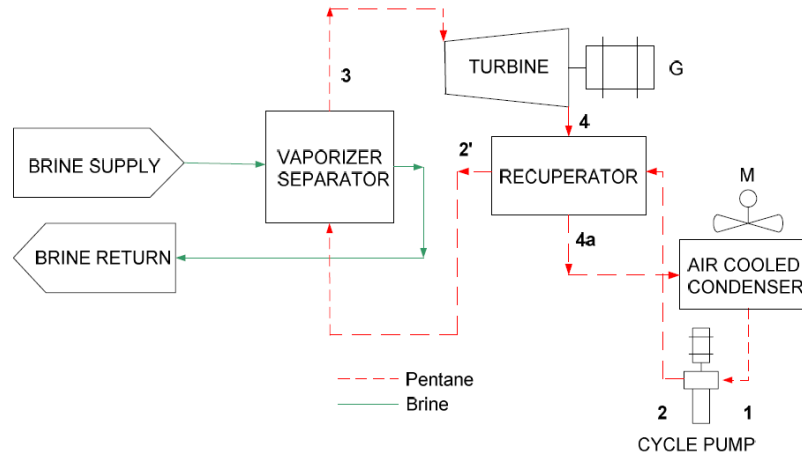 TURBINE
G
3
4
BRINE SUPPLY
VAPORIZER
SEPARATOR
2'
RECUPERATOR
M
4a
BRINE RETURN
AIR COOLED
CONDENSER
Pentane
Brine
2
1
CYCLE PUMP